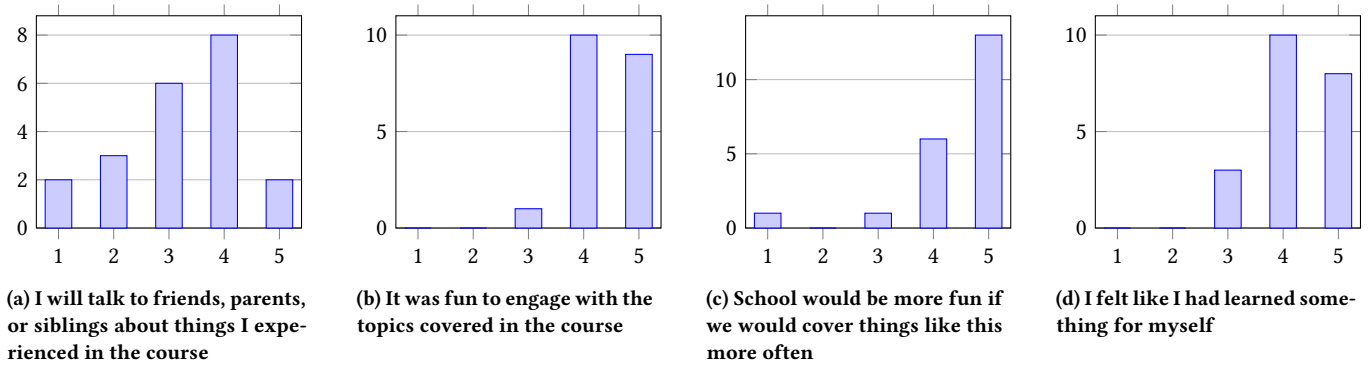 8
6
4
2
0
1 2 3 4 5
(a) I will talk to friends, parents,
or siblings about things I expe-
rienced in the course
10
5
0
1 2 3 4 5
(b) It was fun to engage with the
topics covered in the course
10
5
0
1 2 3 4 5
(c) School would be more fun if
we would cover things like this
more often
10
5
0
1 2 3 4 5
(d) I felt like I had learned some-
thing for myself